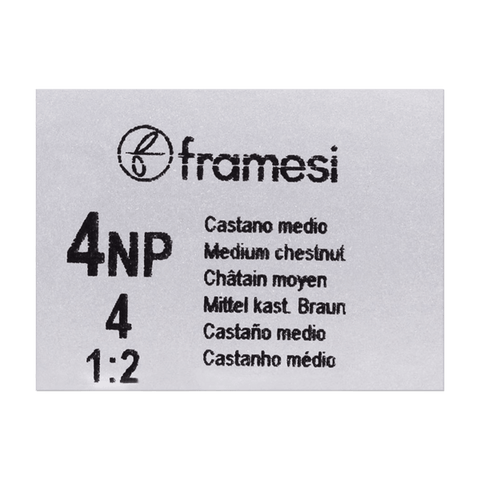 framesi
4NP
4
1:2
Castano medio
Medium chestnut
Châtain moyen
Mittel kast. Braun
Castaño medio
Castanho médio